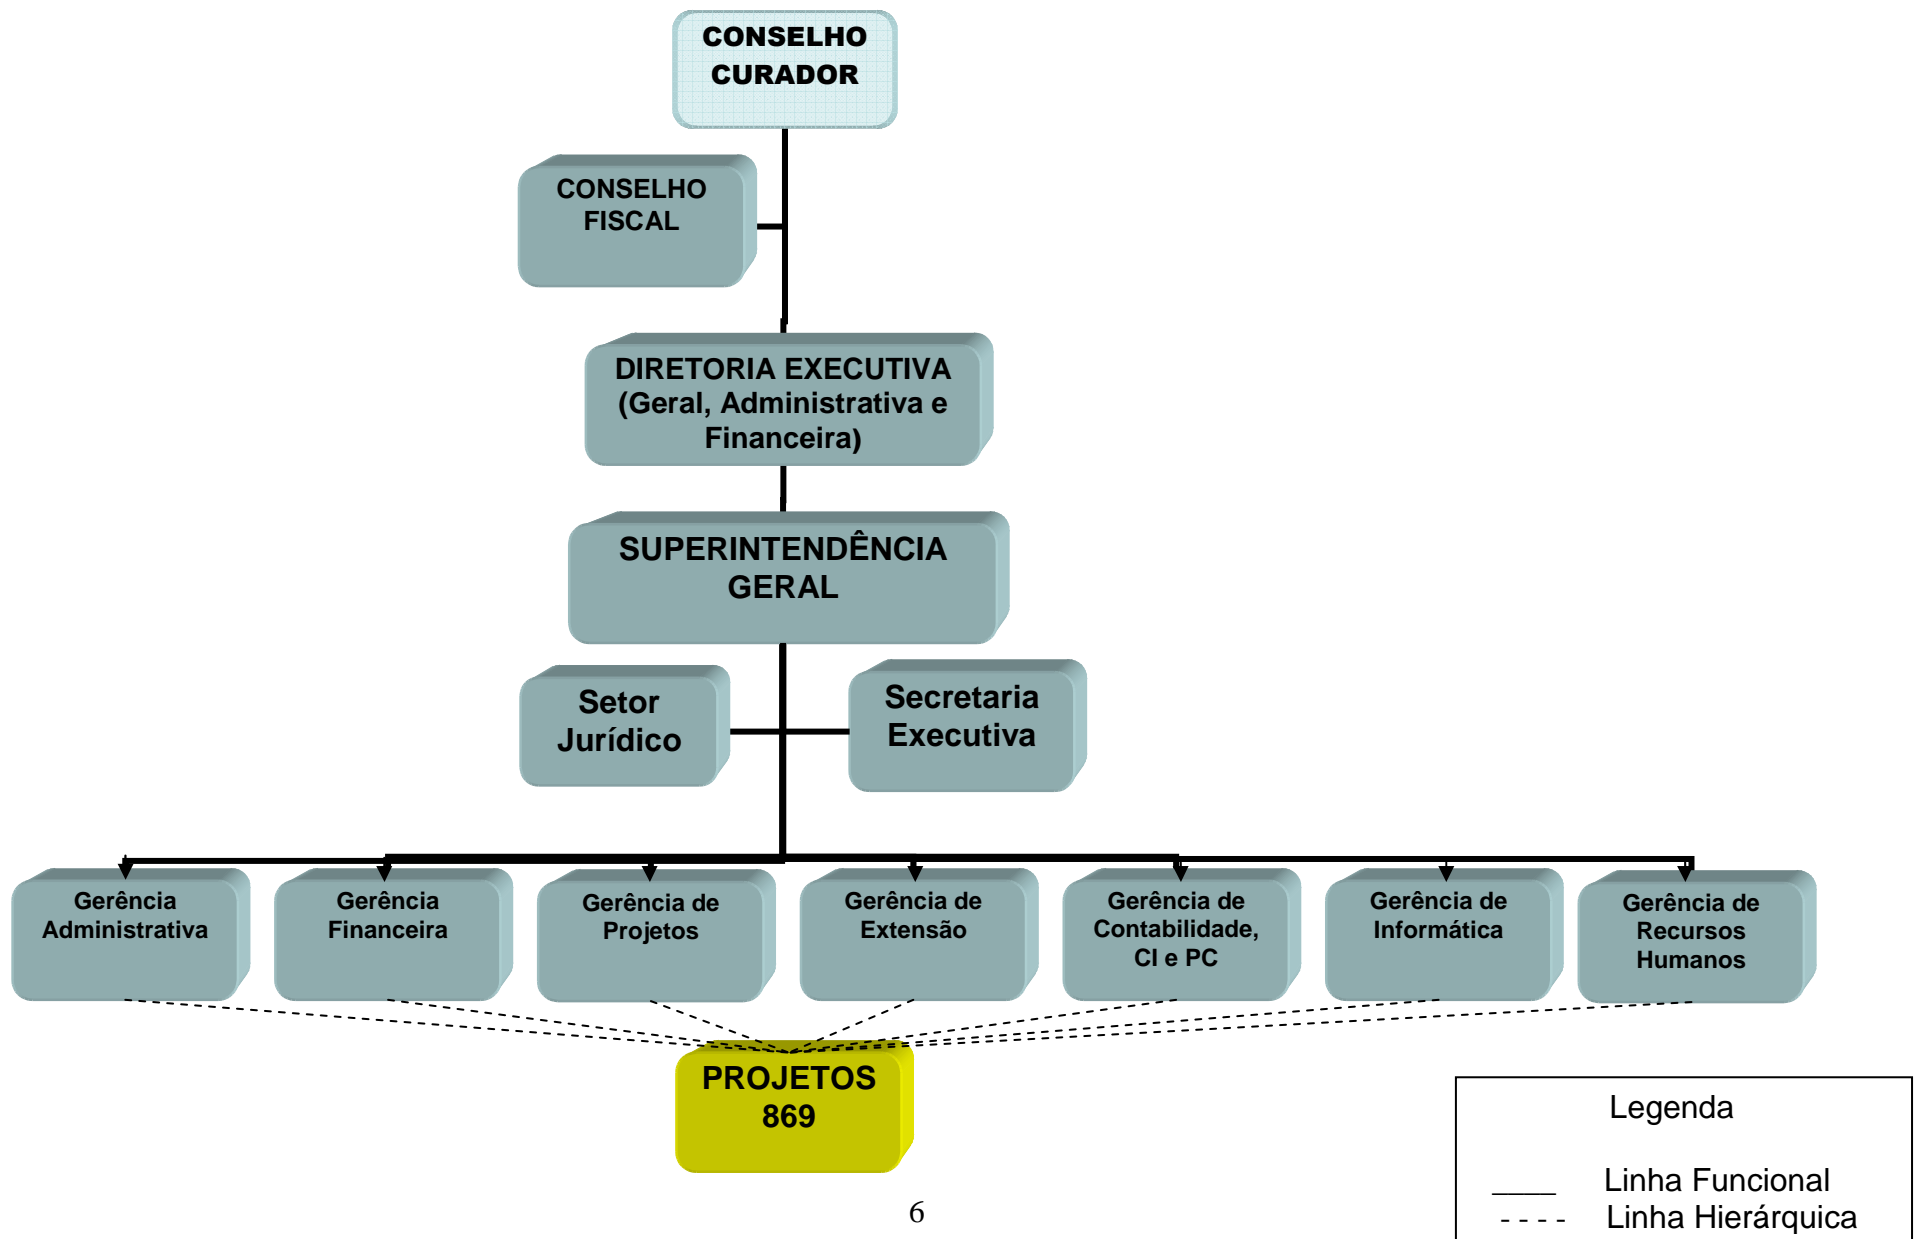 CONSELHO
CURADOR
CONSELHO
FISCAL
DIRETORIA EXECUTIVA
(Geral, Administrativa e
Financeira)
SUPERINTENDÊNCIA
GERAL
Setor
Jurídico
Secretaria
Executiva
Gerência
Administrativa
Gerência
Financeira
Gerência de
Projetos
Gerência de
Extensão
Gerência de
Contabilidade,
CI e PC
Gerência de
Informática
Gerência de
Recursos
Humanos
PROJETOS
869
Legenda
____ Linha Funcional
- - - - Linha Hierárquica
6